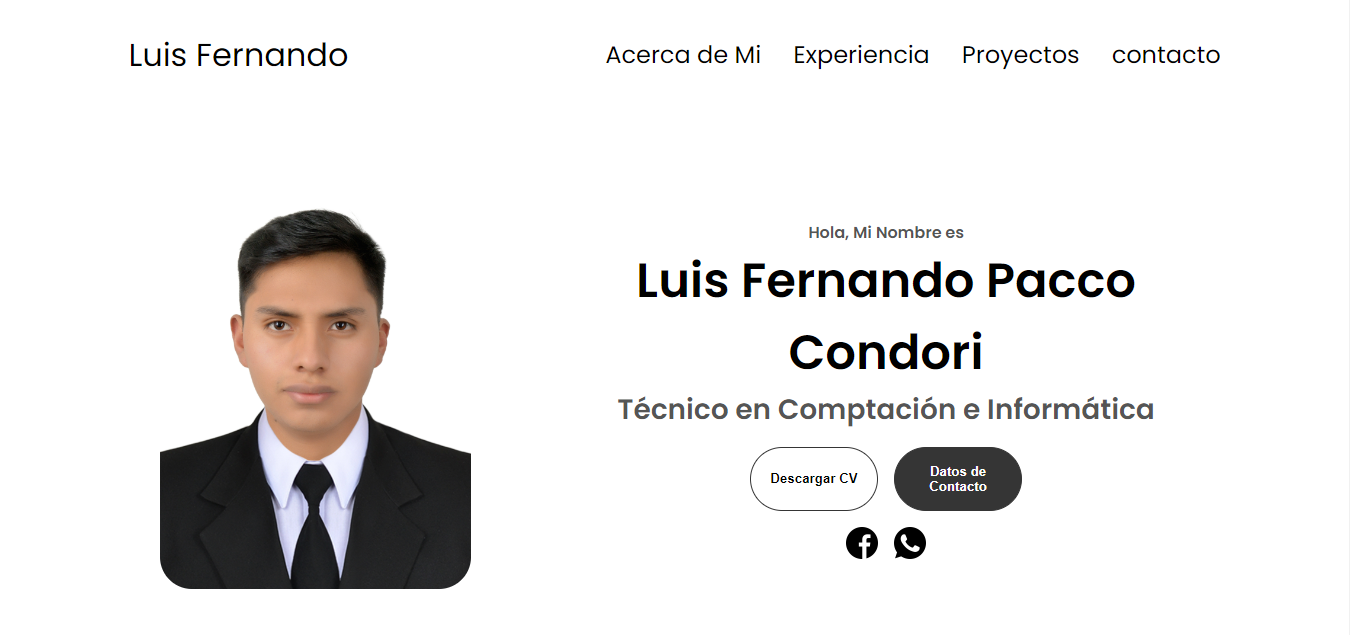 Luis Fernando
Acerca de Mi
Experiencia
Proyectos
contacto
Hola, Mi Nombre es
Luis Fernando Pacco
Condori
Técnico en Comptación e Informática
Descargar CV
Datos de
Contacto